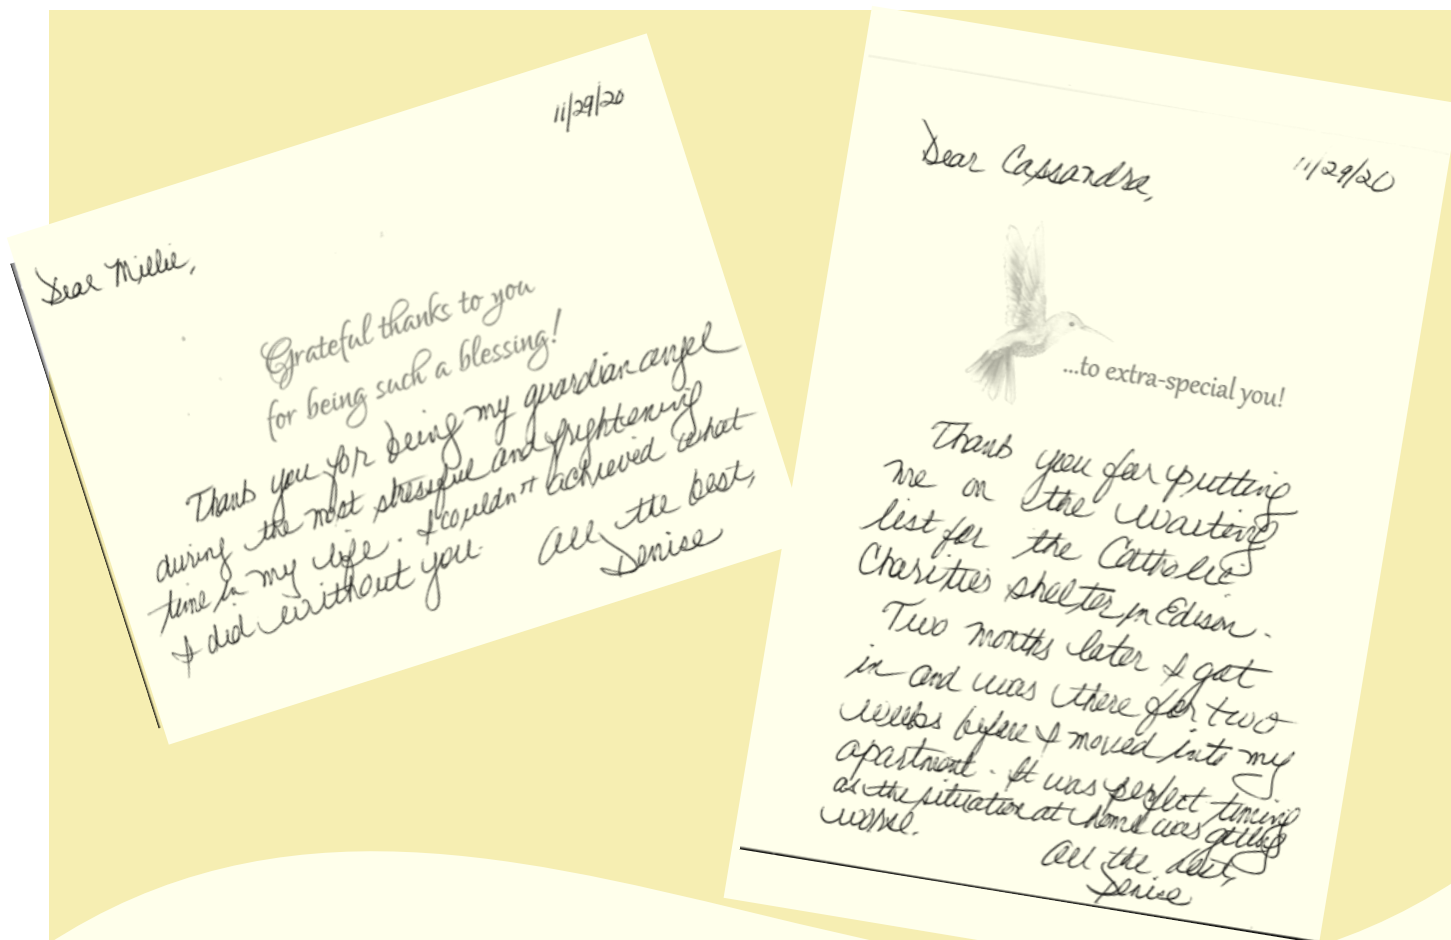 11/29/20
Dear Millie,
Grateful thanks to you
for being such a blessing!
Thank you for being my guardian angel
during the most stressful and frightening
time in my life. I couldn't achieved what
I did without you.
All the best,
Denise
Dear Cassandra,
11/29/20
...to extra-special you!
Thank you for putting
me on the waiting
list for the Catholic
Charities shelter in Edison.
Two months later I got
in and was there for two
weeks before I moved into my
apartment. It was perfect timing
as the situation at home was getting
worse.
All the best,
Denise